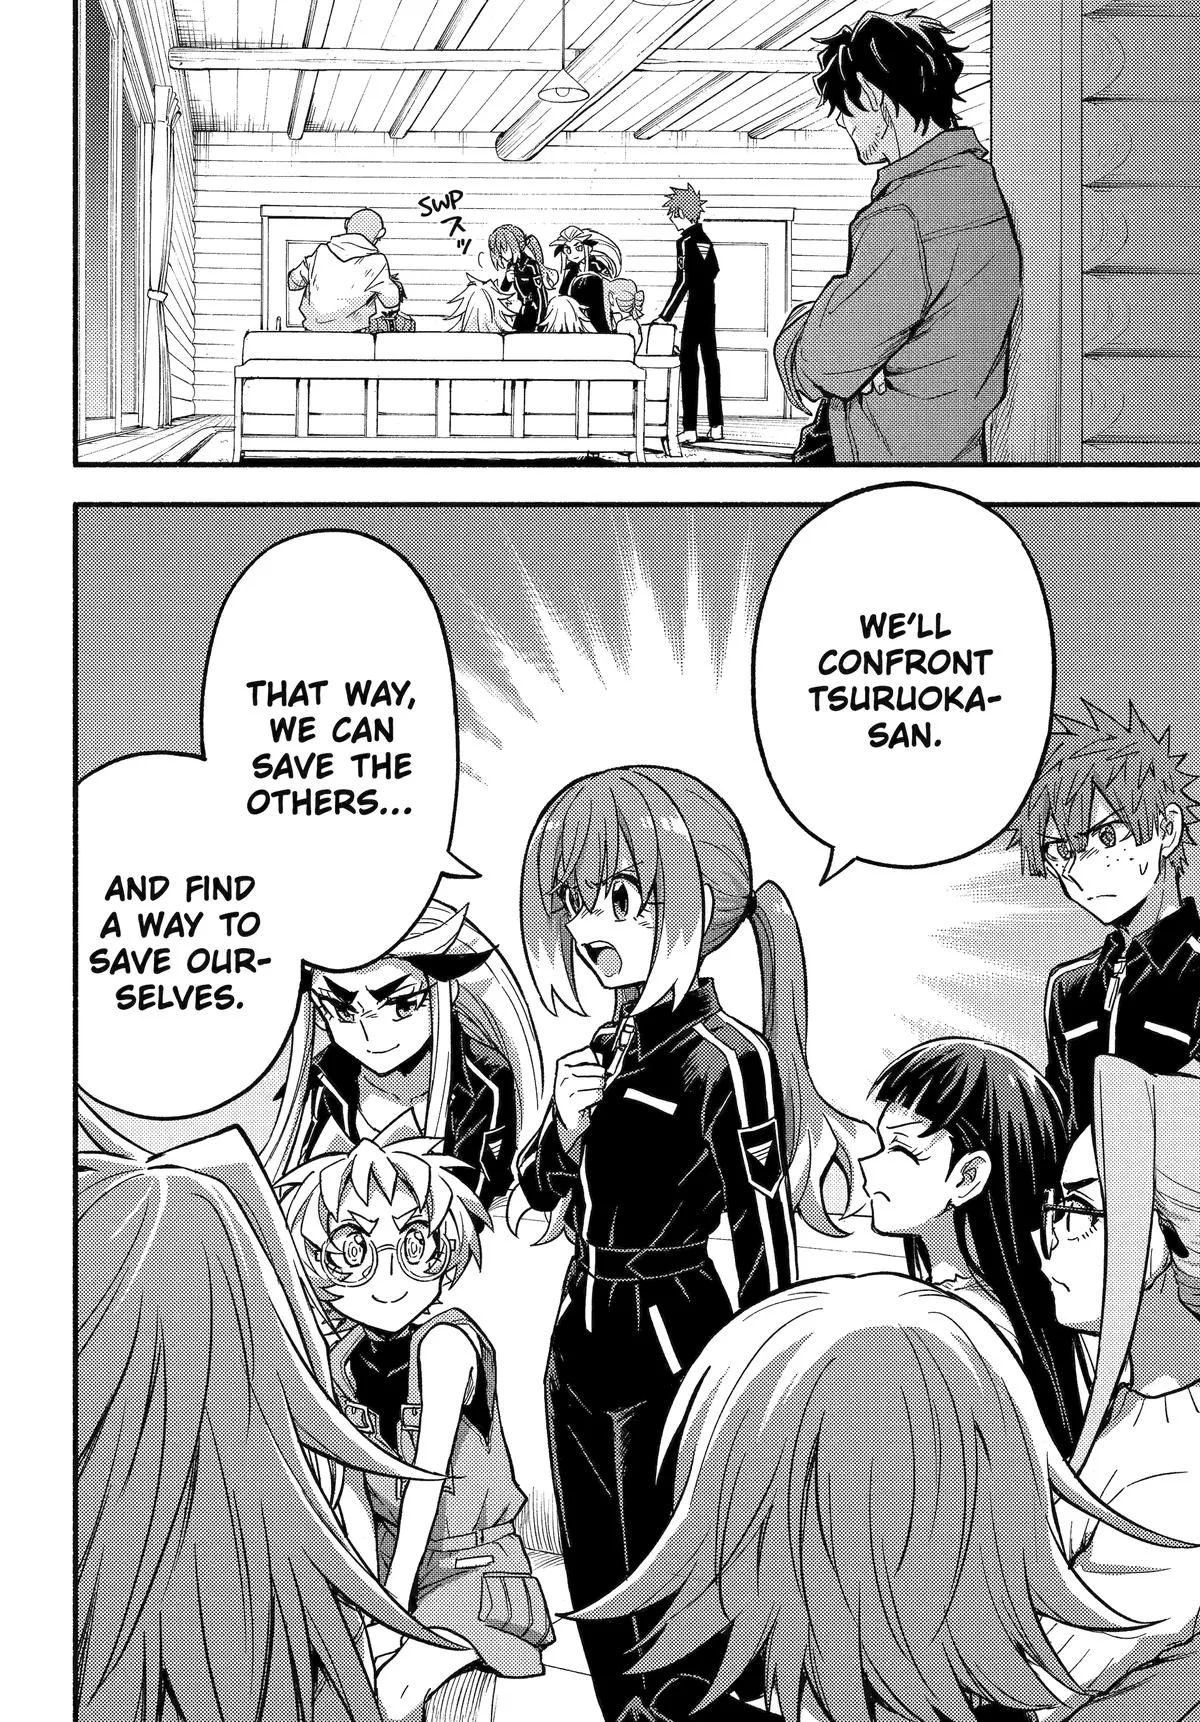 SWP
スッ
WE'LL
CONFRONT
TSURUOKA-
SAN.
THAT WAY,
WE CAN
SAVE THE
OTHERS...
AND FIND
A WAY TO
SAVE OUR-
SELVES.